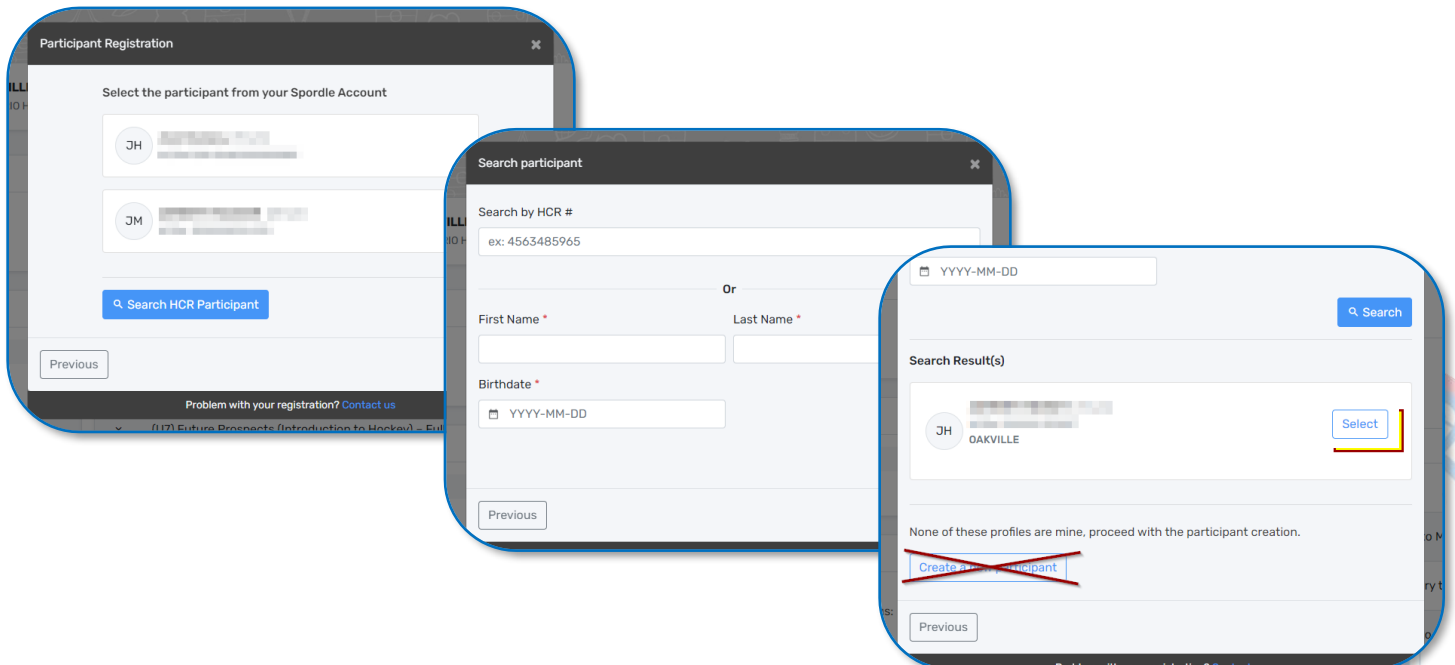 Participant Registration
Select the participant from your Spordle Account
JH
JM
Search HCR Participant
Previous
Problem with your registration? Contact us
(U7) Future Prospects (Introduction to Hockey) -
Search participant
Search by HCR #
ex: 4563485965
Or
First Name *
Last Name *
Birthdate *
YYYY-MM-DD
Previous
YYYY-MM-DD
Search
Search Result(s)
JH
OAKVILLE
Select
None of these profiles are mine, proceed with the participant creation.
Create a new participant
Previous